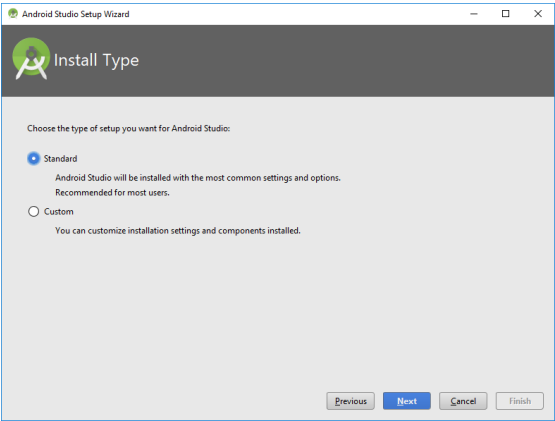 Android Studio Setup Wizard
Install Type
Choose the type of setup you want for Android Studio:
Standard
Android Studio will be installed with the most common settings and options.
Recommended for most users.
Custom
You can customize installation settings and components installed.
Previous Next Cancel Finish